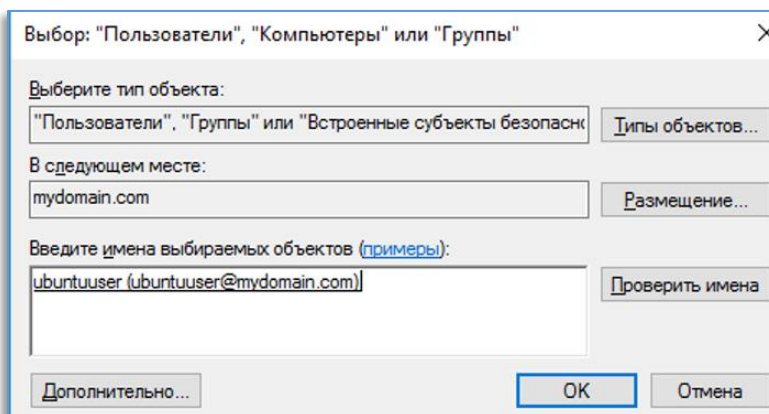 Выбор: "Пользователи", "Компьютеры" или "Группы"
Выберите тип объекта:
"Пользователи", "Группы" или "Встроенные субъекты безопасно
Типы объектов...
В следующем месте:
mydomain.com
Размещение...
Введите имена выбираемых объектов (примеры):
ubuntuuser (ubuntuuser@mydomain.com)
Проверить имена
Дополнительно...
OK
Отмена